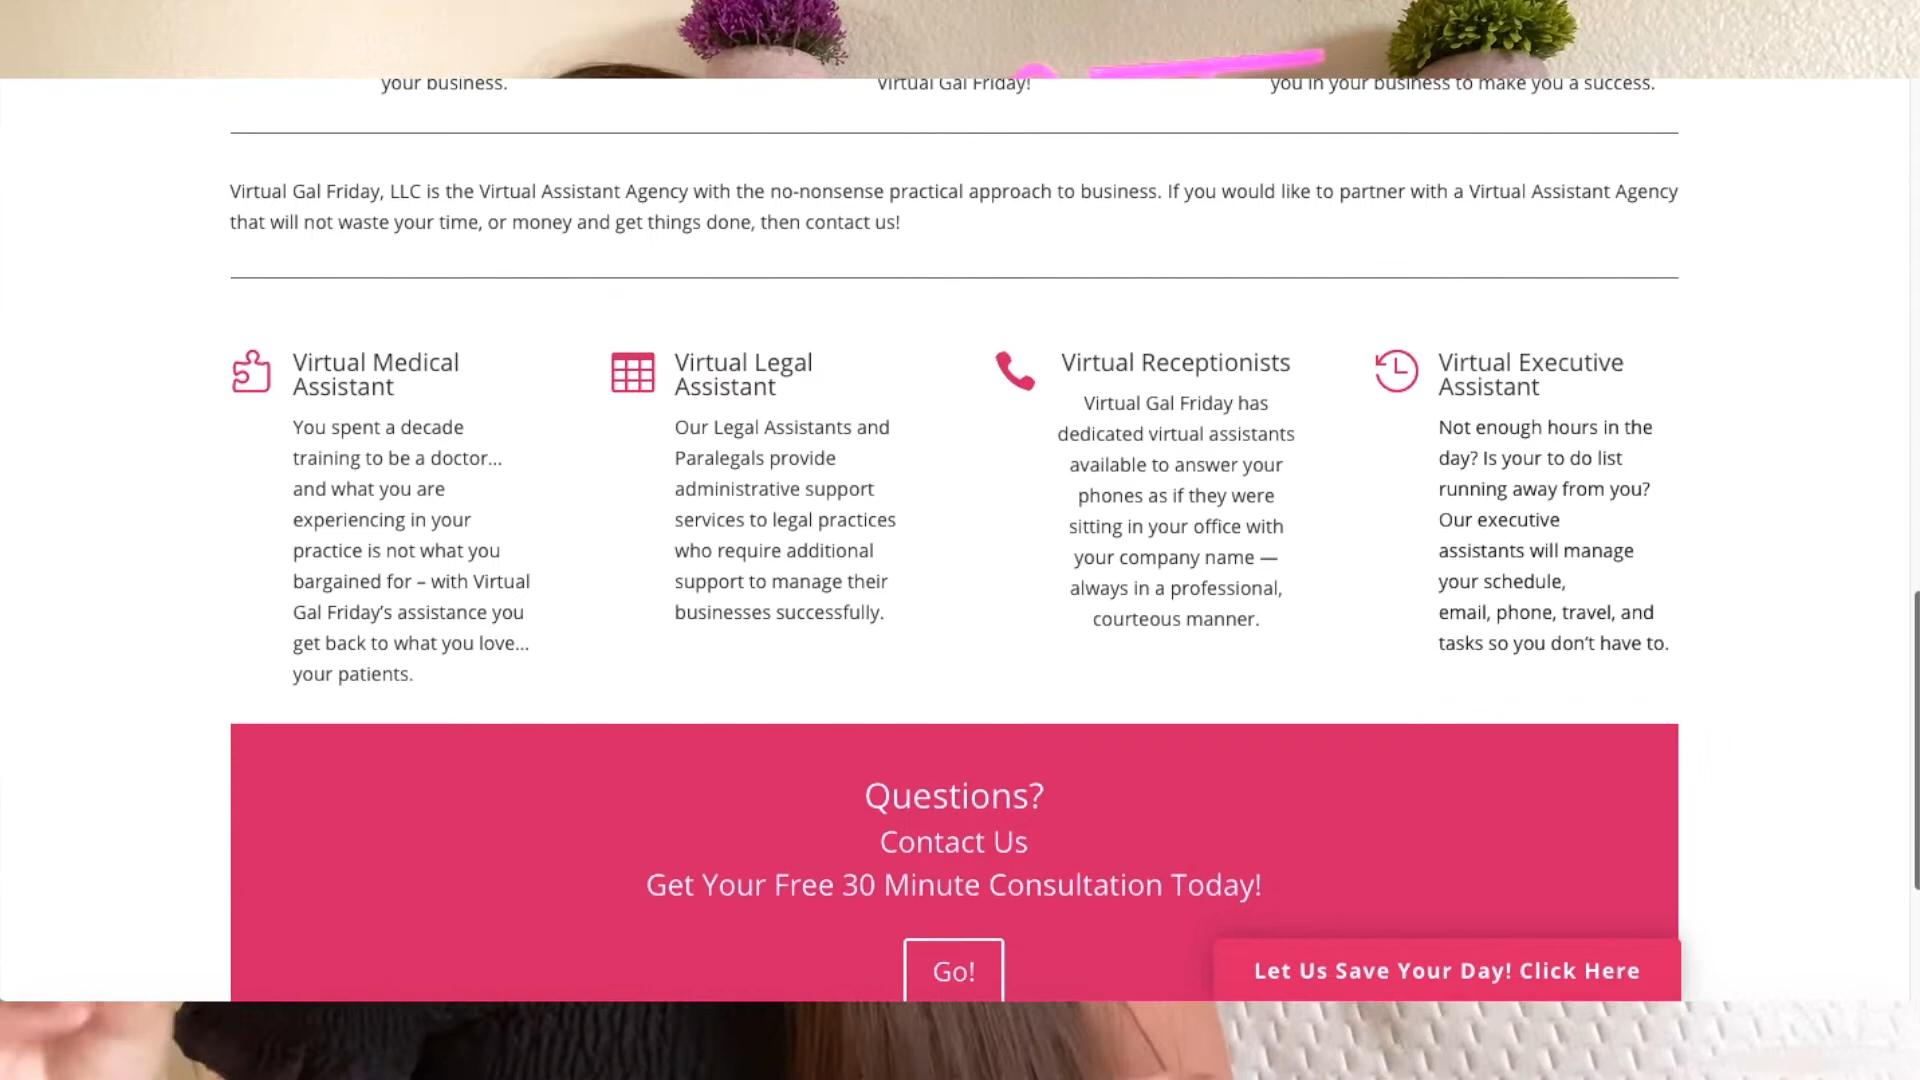 your business.
Virtual Gal Friday!
you in your business to make you a success.
Virtual Gal Friday, LLC is the Virtual Assistant Agency with the no-nonsense practical approach to business. If you would like to partner with a Virtual Assistant Agency
that will not waste your time, or money and get things done, then contact us!
Virtual Medical
Assistant
You spent a decade
training to be a doctor...
and what you are
experiencing in your
practice is not what you
bargained for – with Virtual
Gal Friday’s assistance you
get back to what you love...
your patients.
Virtual Legal
Assistant
Our Legal Assistants and
Paralegals provide
administrative support
services to legal practices
who require additional
support to manage their
businesses successfully.
Virtual Receptionists
Virtual Gal Friday has
dedicated virtual assistants
available to answer your
phones as if they were
sitting in your office with
your company name —
always in a professional,
courteous manner.
Virtual Executive
Assistant
Not enough hours in the
day? Is your to do list
running away from you?
Our executive
assistants will manage
your schedule,
email, phone, travel, and
tasks so you don’t have to.
Questions?
Contact Us
Get Your Free 30 Minute Consultation Today!
Go!
Let Us Save Your Day! Click Here